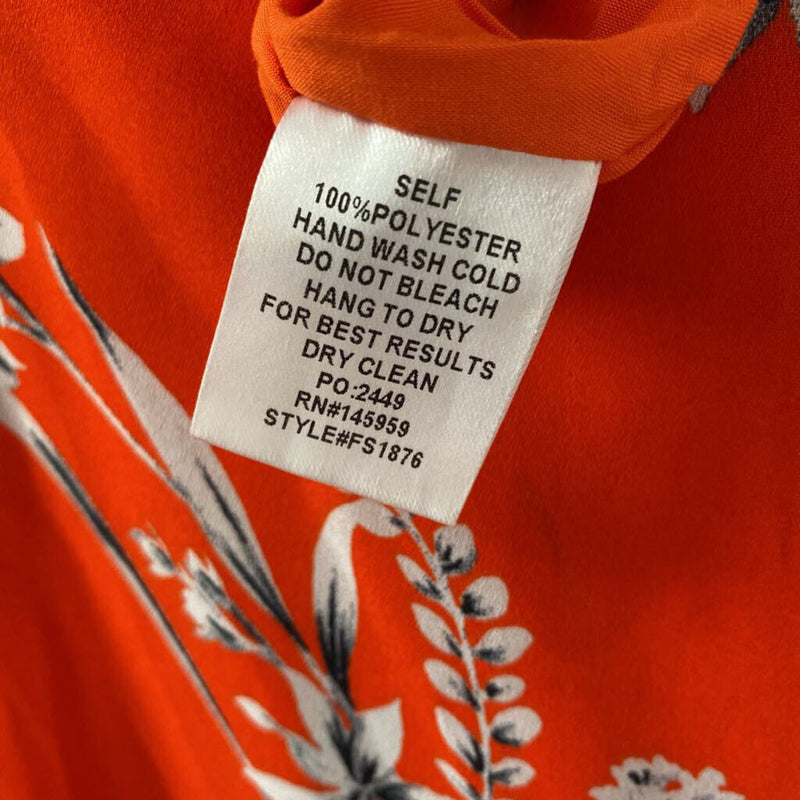 SELF
100%POLYESTER
HAND WASH COLD
DO NOT BLEACH
HANG TO DRY
FOR BEST RESULTS
DRY CLEAN
PO:2449
RN#145959
STYLE#FS1876